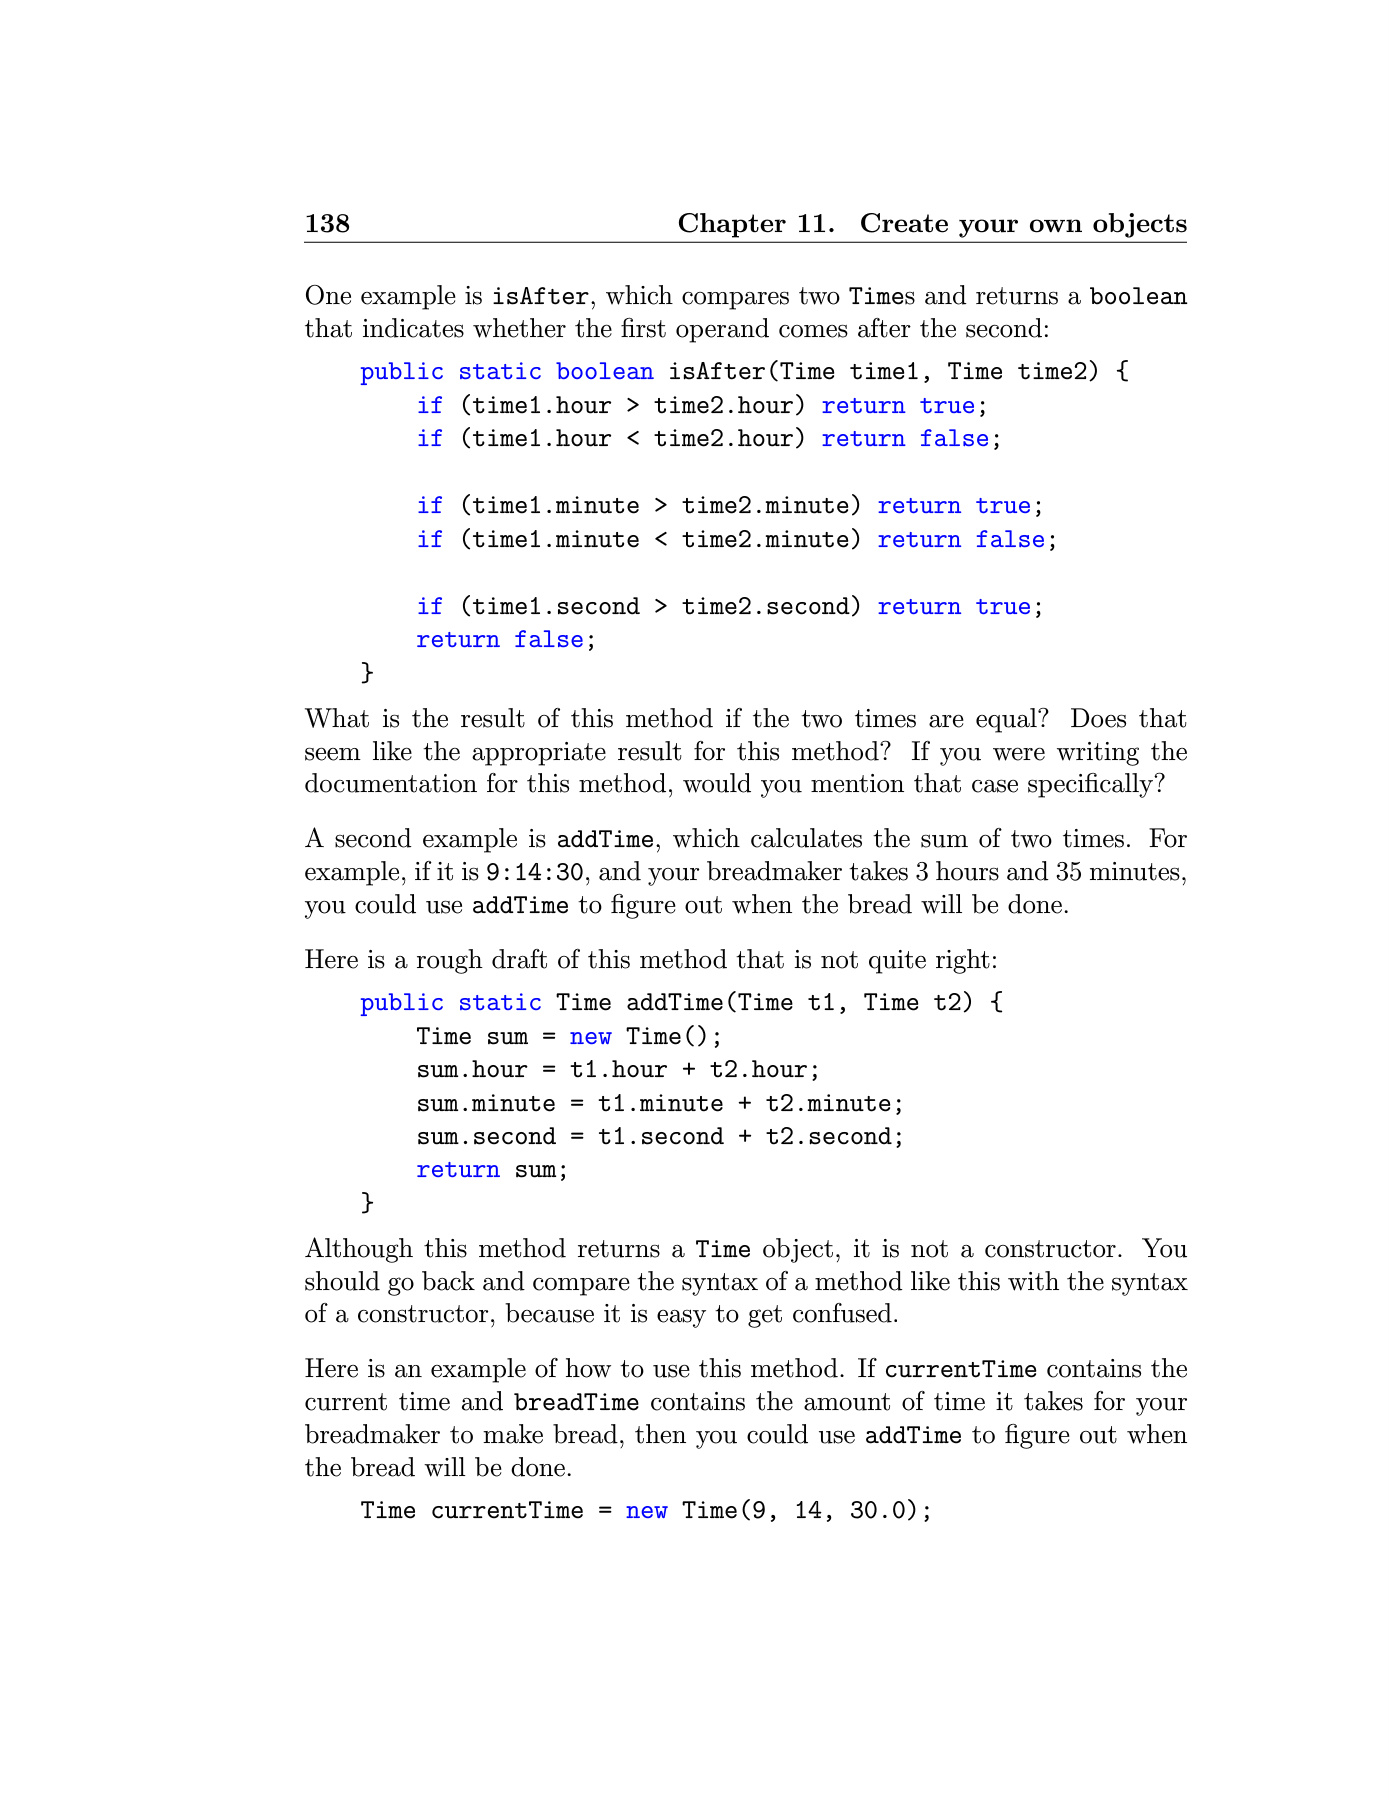 138 Chapter 11. Create your own objects
One example is isAfter, which compares two Times and returns a boolean
that indicates whether the first operand comes after the second:
public static boolean isAfter(Time time1, Time time2) {
    if (time1.hour > time2.hour) return true;
    if (time1.hour < time2.hour) return false;

    if (time1.minute > time2.minute) return true;
    if (time1.minute < time2.minute) return false;

    if (time1.second > time2.second) return true;
    return false;
}
What is the result of this method if the two times are equal? Does that
seem like the appropriate result for this method? If you were writing the
documentation for this method, would you mention that case specifically?
A second example is addTime, which calculates the sum of two times. For
example, if it is 9:14:30, and your breadmaker takes 3 hours and 35 minutes,
you could use addTime to figure out when the bread will be done.
Here is a rough draft of this method that is not quite right:
public static Time addTime(Time t1, Time t2) {
    Time sum = new Time();
    sum.hour = t1.hour + t2.hour;
    sum.minute = t1.minute + t2.minute;
    sum.second = t1.second + t2.second;
    return sum;
}
Although this method returns a Time object, it is not a constructor. You
should go back and compare the syntax of a method like this with the syntax
of a constructor, because it is easy to get confused.
Here is an example of how to use this method. If currentTime contains the
current time and breadTime contains the amount of time it takes for your
breadmaker to make bread, then you could use addTime to figure out when
the bread will be done.
Time currentTime = new Time(9, 14, 30.0);